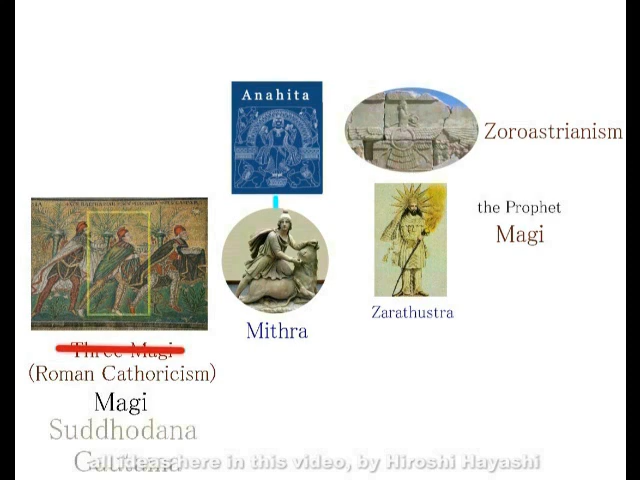 Anahita
Zoroastrianism
the Prophet
Magi
Zarathustra
Mithra
Three Magi
(Roman Cathoricism)
Magi
Suddhodana
Gautama
all ideas here in this video, by Hiroshi Hayashi